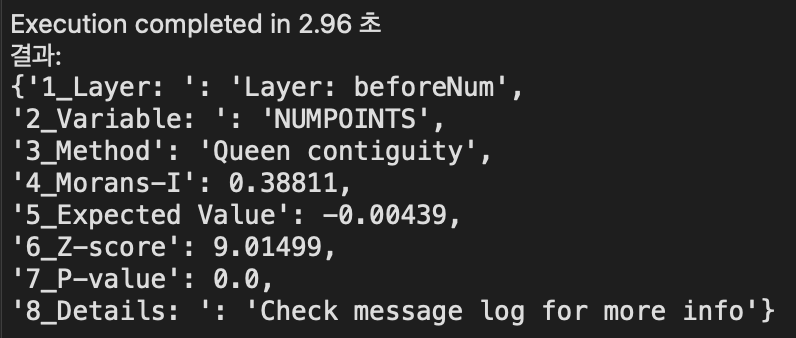 Execution completed in 2.96 초
결과:
{'1_Layer: ': 'Layer: beforeNum',
'2_Variable: ': 'NUMPOINTS',
'3_Method': 'Queen contiguity',
'4_Morans-I': 0.38811,
'5_Expected Value': -0.00439,
'6_Z-score': 9.01499,
'7_P-value': 0.0,
'8_Details: ': 'Check message log for more info'}